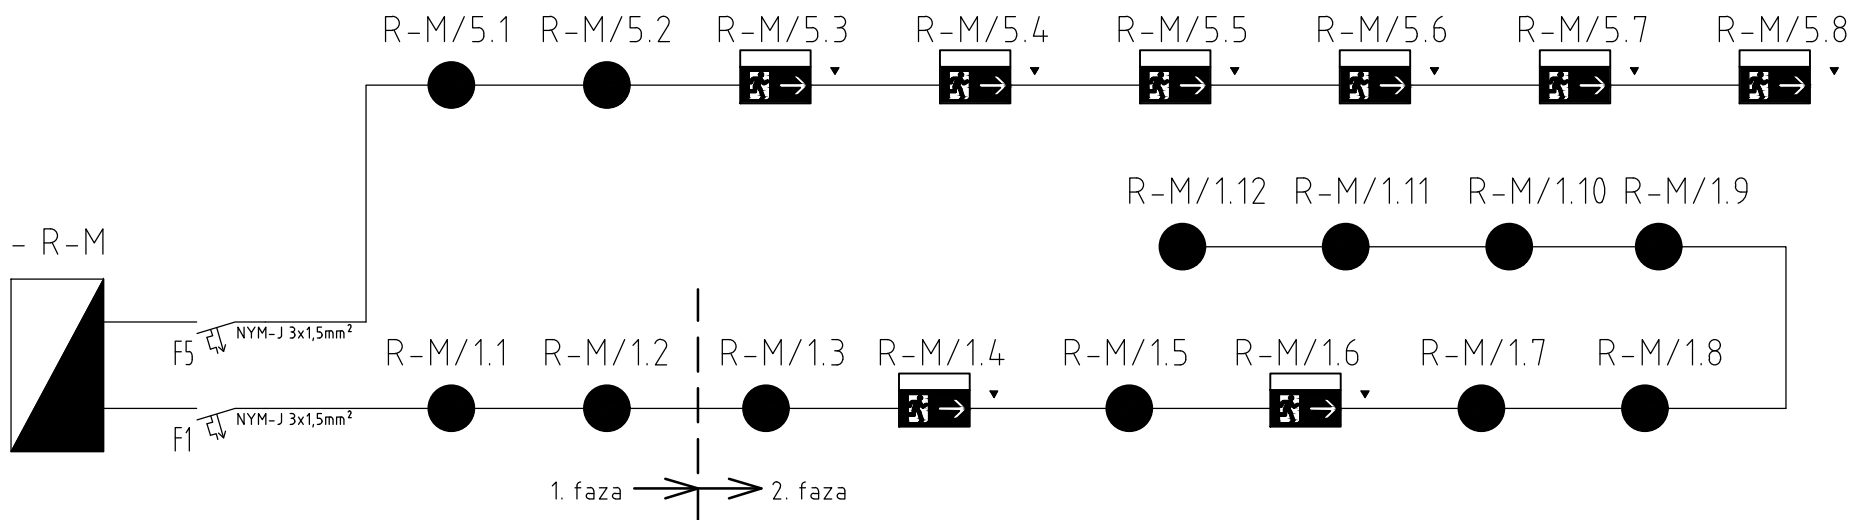 R-M/5.1 R-M/5.2 R-M/5.3 R-M/5.4 R-M/5.5 R-M/5.6 R-M/5.7 R-M/5.8
R-M/1.12 R-M/1.11 R-M/1.10 R-M/1.9
- R-M
F5 NYM-J 3x1,5mm²
R-M/1.1 R-M/1.2 R-M/1.3 R-M/1.4 R-M/1.5 R-M/1.6 R-M/1.7 R-M/1.8
F1 NYM-J 3x1,5mm²
1. faza 2. faza